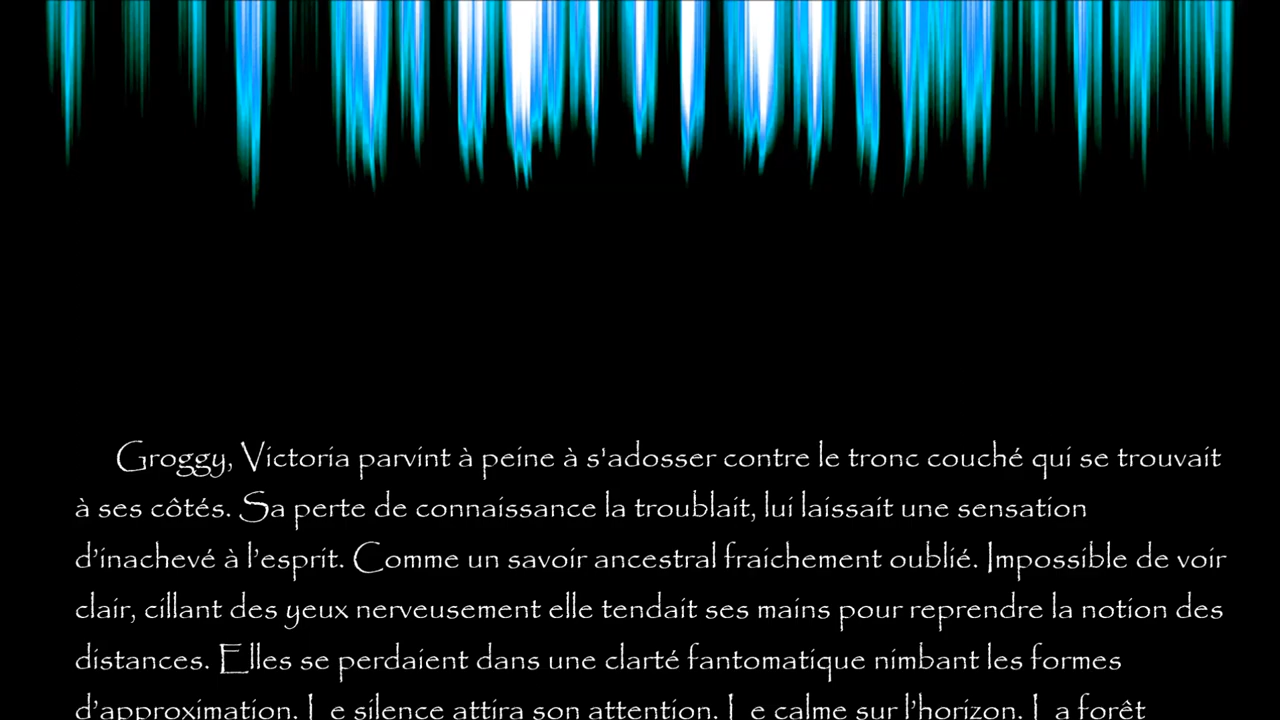 Groggy, Victoria parvint à peine à s'adosser contre le tronc couché qui se trouvait
à ses côtés. Sa perte de connaissance la troublait, lui laissait une sensation
d’inachevé à l’esprit. Comme un savoir ancestral fraichement oublié. Impossible de voir
clair, cillant des yeux nerveusement elle tendait ses mains pour reprendre la notion des
distances. Elles se perdaient dans une clarté fantomatique nimbant les formes
d’approximation. Le silence attira son attention. Le calme sur l’horizon. La forêt